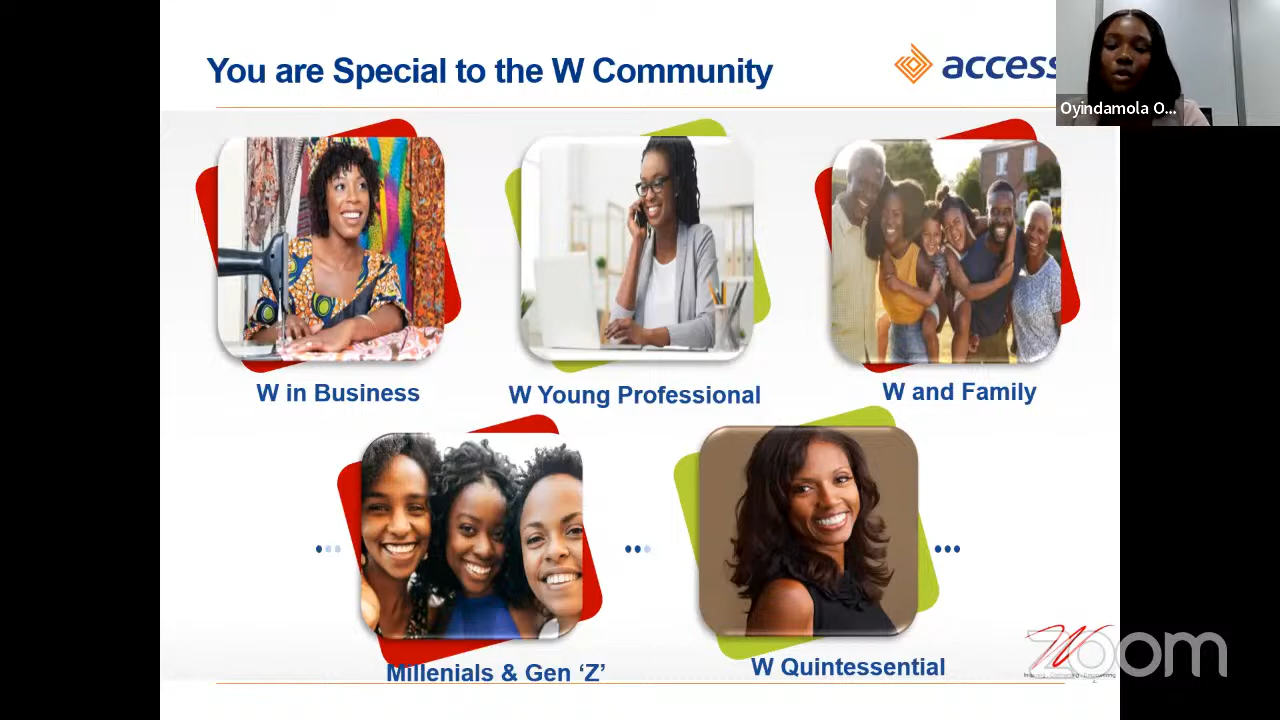 You are Special to the W Community
access
Oyindamola O...
W in Business
W Young Professional
W and Family
Millenials & Gen ‘Z’
W Quintessential
W
zoom